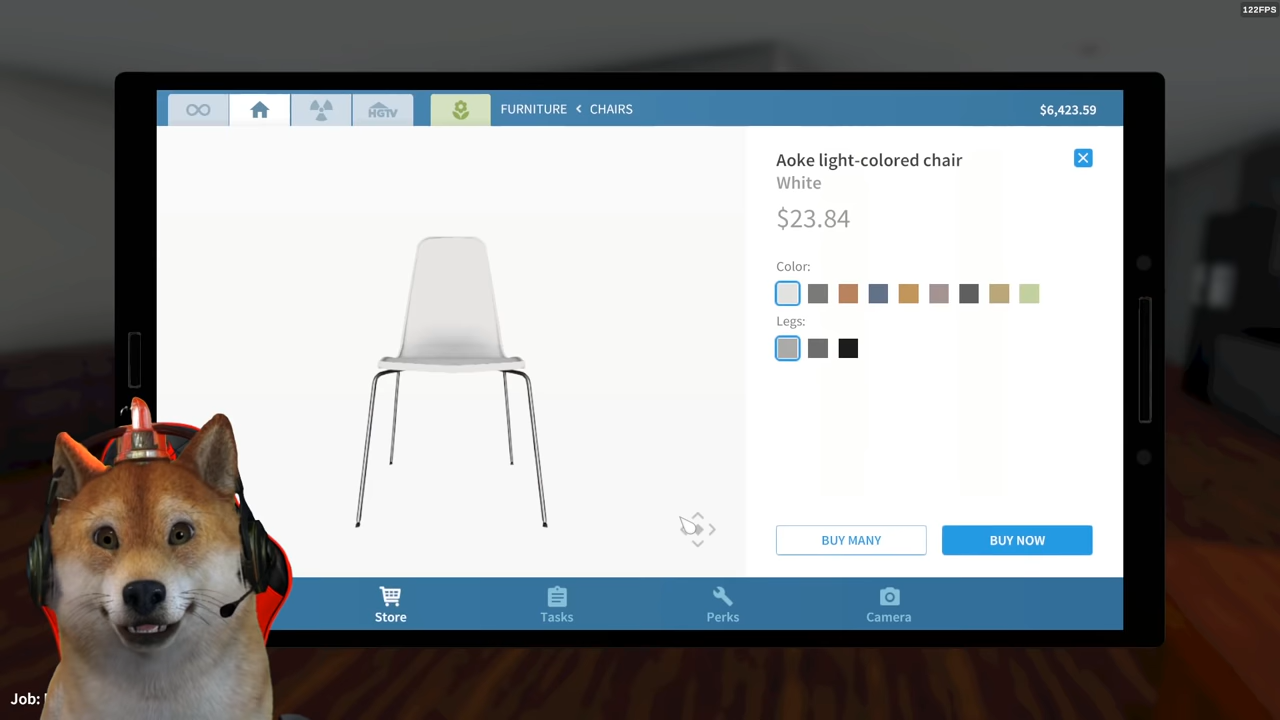 122FPS
HGTV
FURNITURE < CHAIRS
$6,423.59
Aoke light-colored chair
White
$23.84
Color:
Legs:
BUY MANY
BUY NOW
Store
Tasks
Perks
Camera
Job: